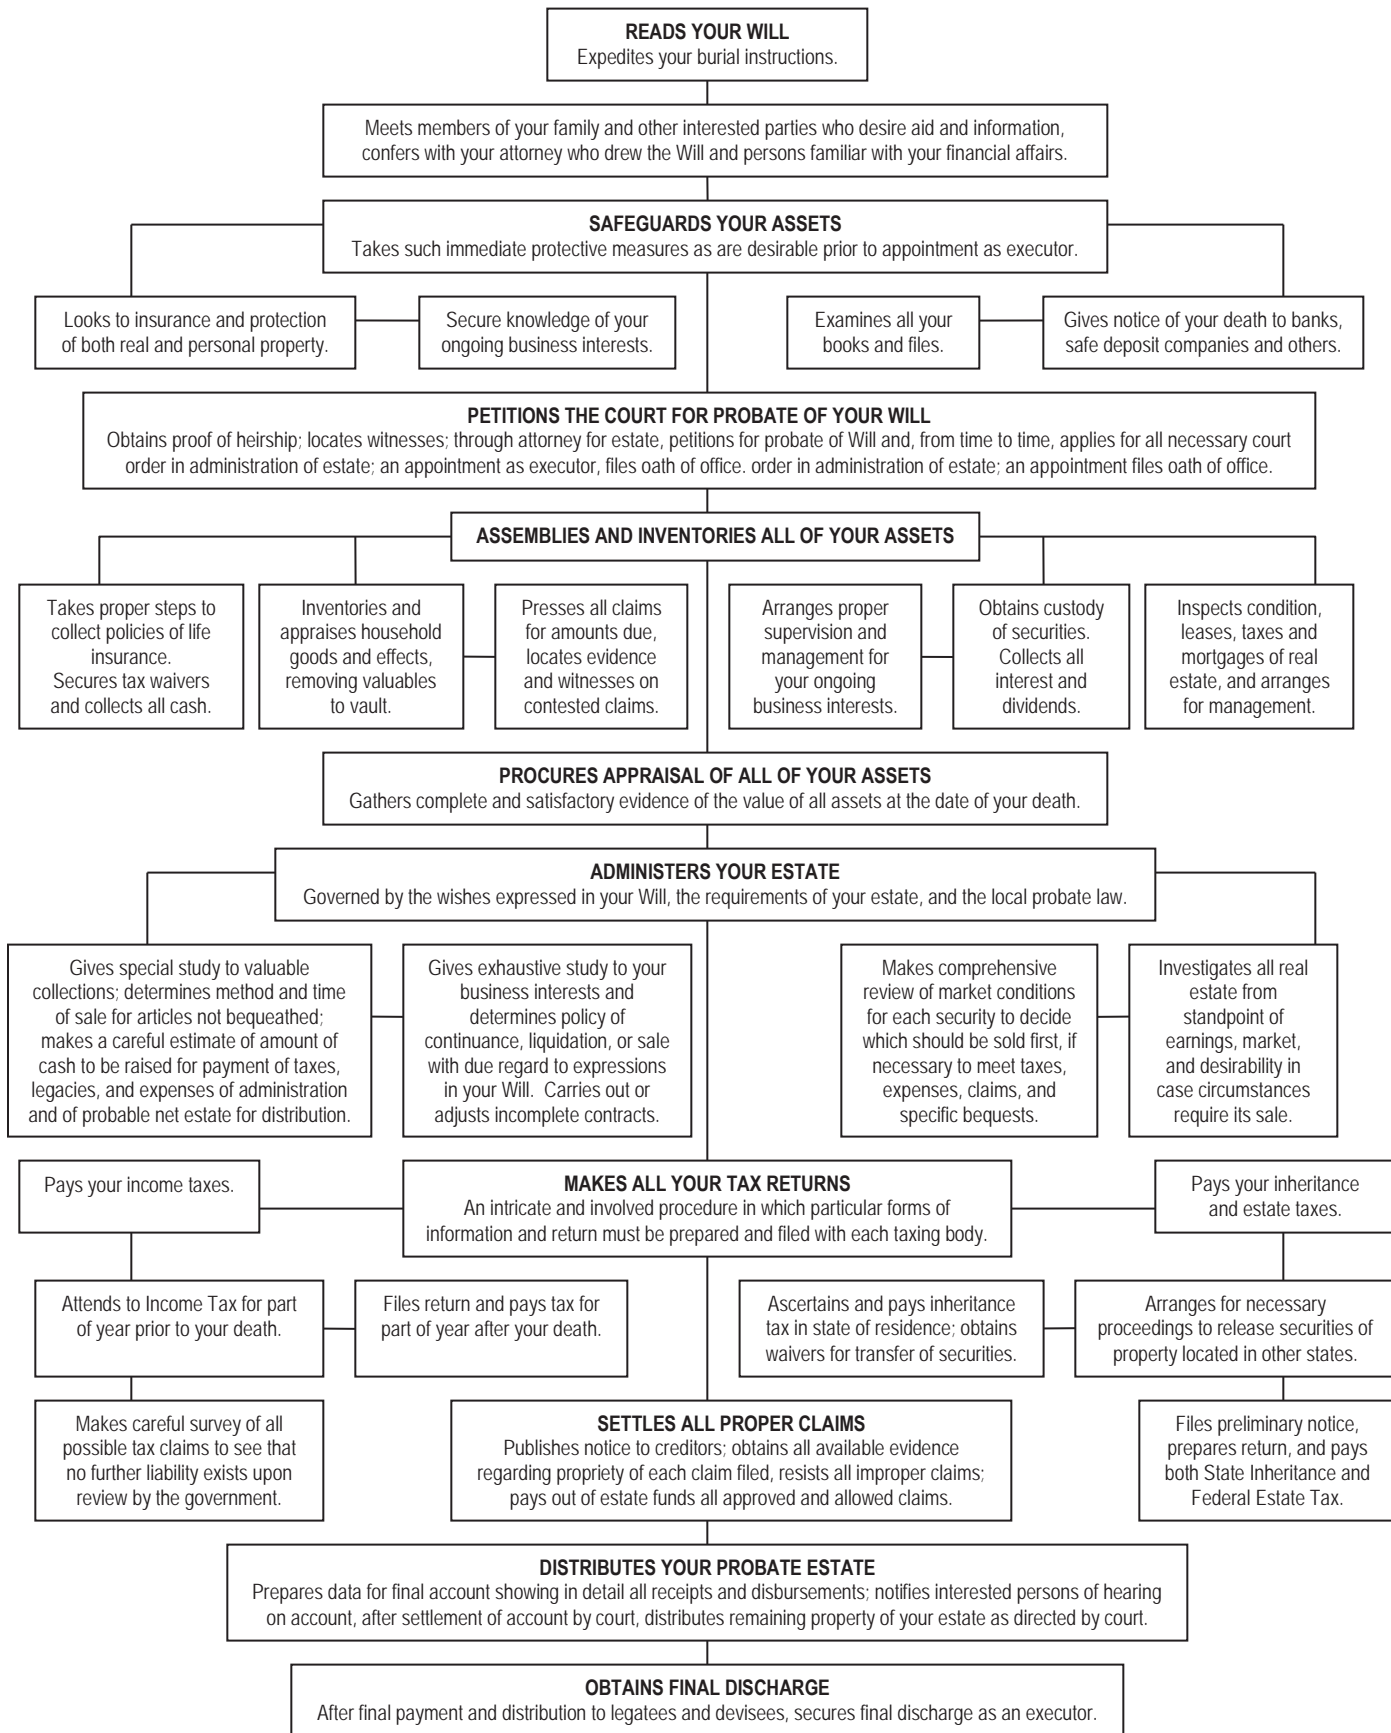 READS YOUR WILL
Expedites your burial instructions.
Meets members of your family and other interested parties who desire aid and information,
confers with your attorney who drew the Will and persons familiar with your financial affairs.
SAFEGUARDS YOUR ASSETS
Takes such immediate protective measures as are desirable prior to appointment as executor.
Looks to insurance and protection
of both real and personal property.
Secure knowledge of your
ongoing business interests.
Examines all your
books and files.
Gives notice of your death to banks,
safe deposit companies and others.
PETITIONS THE COURT FOR PROBATE OF YOUR WILL
Obtains proof of heirship; locates witnesses; through attorney for estate, petitions for probate of Will and, from time to time, applies for all necessary court
order in administration of estate; an appointment as executor, files oath of office. order in administration of estate; an appointment files oath of office.
ASSEMBLIES AND INVENTORIES ALL OF YOUR ASSETS
Takes proper steps to
collect policies of life
insurance.
Secures tax waivers
and collects all cash.
Inventories and
appraises household
goods and effects,
removing valuables
to vault.
Presses all claims
for amounts due,
locates evidence
and witnesses on
contested claims.
Arranges proper
supervision and
management for
your ongoing
business interests.
Obtains custody
of securities.
Collects all
interest and
dividends.
Inspects condition,
leases, taxes and
mortgages of real
estate, and arranges
for management.
PROCURES APPRAISAL OF ALL OF YOUR ASSETS
Gathers complete and satisfactory evidence of the value of all assets at the date of your death.
ADMINISTERS YOUR ESTATE
Governed by the wishes expressed in your Will, the requirements of your estate, and the local probate law.
Gives special study to valuable
collections; determines method and time
of sale for articles not bequeathed;
makes a careful estimate of amount of
cash to be raised for payment of taxes,
legacies, and expenses of administration
and of probable net estate for distribution.
Gives exhaustive study to your
business interests and
determines policy of
continuance, liquidation, or sale
with due regard to expressions
in your Will. Carries out or
adjusts incomplete contracts.
Makes comprehensive
review of market conditions
for each security to decide
which should be sold first, if
necessary to meet taxes,
expenses, claims, and
specific bequests.
Investigates all real
estate from
standpoint of
earnings, market,
and desirability in
case circumstances
require its sale.
Pays your income taxes.
MAKES ALL YOUR TAX RETURNS
An intricate and involved procedure in which particular forms of
information and return must be prepared and filed with each taxing body.
Pays your inheritance
and estate taxes.
Attends to Income Tax for part
of year prior to your death.
Files return and pays tax for
part of year after your death.
Ascertains and pays inheritance
tax in state of residence; obtains
waivers for transfer of securities.
Arranges for necessary
proceedings to release securities of
property located in other states.
Makes careful survey of all
possible tax claims to see that
no further liability exists upon
review by the government.
SETTLES ALL PROPER CLAIMS
Publishes notice to creditors; obtains all available evidence
regarding propriety of each claim filed, resists all improper claims;
pays out of estate funds all approved and allowed claims.
Files preliminary notice,
prepares return, and pays
both State Inheritance and
Federal Estate Tax.
DISTRIBUTES YOUR PROBATE ESTATE
Prepares data for final account showing in detail all receipts and disbursements; notifies interested persons of hearing
on account, after settlement of account by court, distributes remaining property of your estate as directed by court.
OBTAINS FINAL DISCHARGE
After final payment and distribution to legatees and devisees, secures final discharge as an executor.